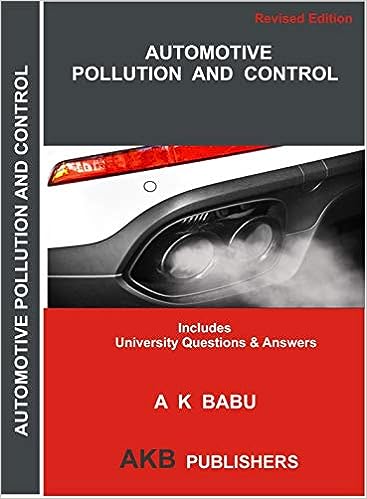 Revised Edition
AUTOMOTIVE
POLLUTION AND CONTROL
AUTOMOTIVE POLLUTION AND CONTROL
Includes
University Questions & Answers
A K BABU
AKB PUBLISHERS